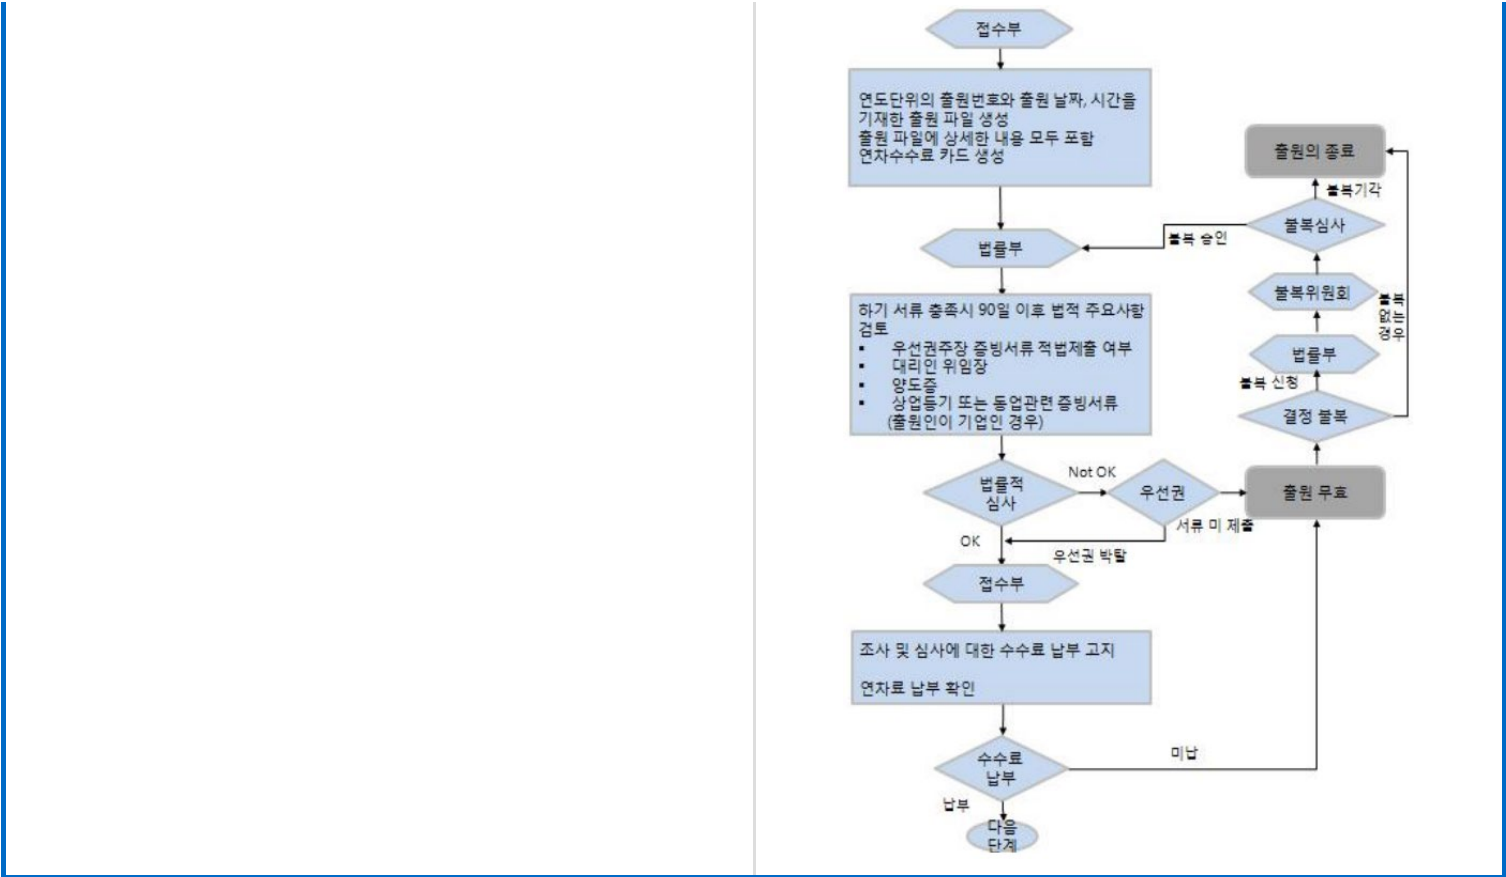 접수부
연도단위의 출원번호와 출원 날짜, 시간을
기재한 출원 파일 생성
출원 파일에 상세한 내용 모두 포함
연차수수료 카드 생성
출원의 종료
불복기각
불복심사
불복 승인
법률부
불복위원회
불복
없는
경우
하기 서류 충족시 90일 이후 법적 주요사항
검토
▪ 우선권주장 증빙서류 적법제출 여부
▪ 대리인 위임장
▪ 양도증
▪ 상업등기 또는 동업관련 증빙서류
(출원인이 기업인 경우)
법률부
불복 신청
결정 불복
법률적
심사
Not OK
우선권
출원 무효
서류 미 제출
OK
우선권 박탈
접수부
조사 및 심사에 대한 수수료 납부 고지
연차료 납부 확인
수수료
납부
미납
납부
다음
단계